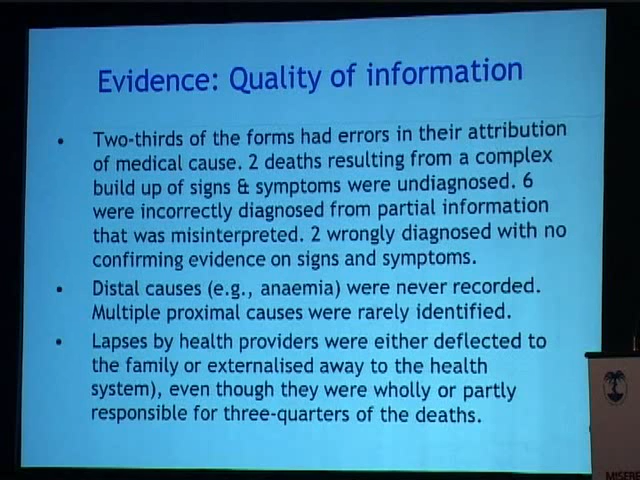 Evidence: Quality of information
• Two-thirds of the forms had errors in their attribution
of medical cause. 2 deaths resulting from a complex
build up of signs & symptoms were undiagnosed. 6
were incorrectly diagnosed from partial information
that was misinterpreted. 2 wrongly diagnosed with no
confirming evidence on signs and symptoms.
• Distal causes (e.g., anaemia) were never recorded.
Multiple proximal causes were rarely identified.
• Lapses by health providers were either deflected to
the family or externalised away to the health
system), even though they were wholly or partly
responsible for three-quarters of the deaths.